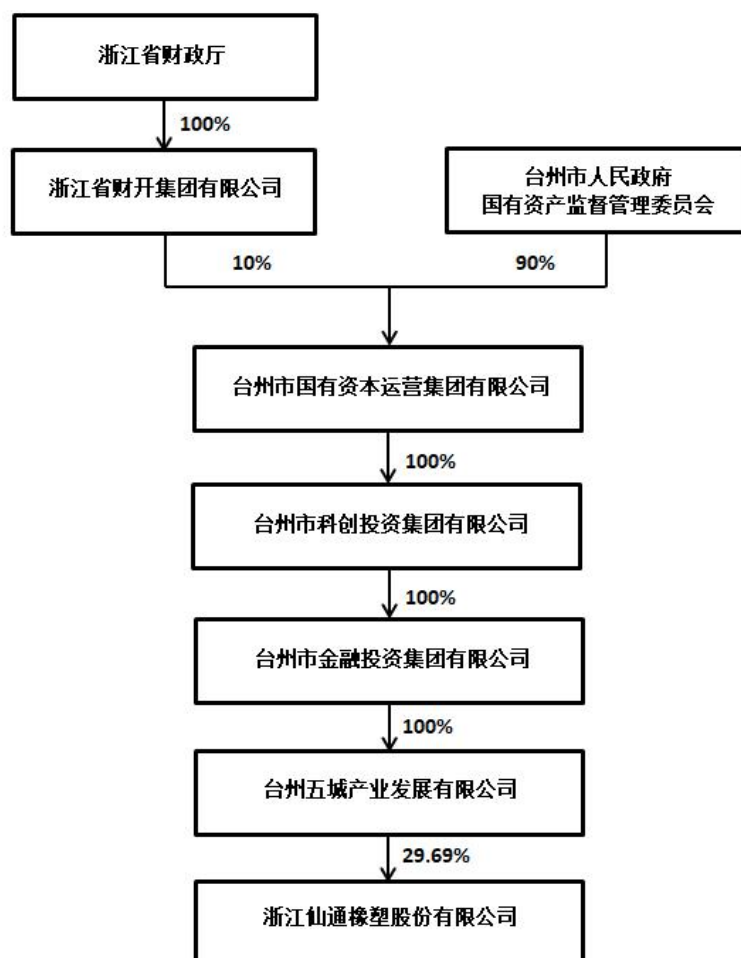 浙江省财政厅
100%
浙江省财开集团有限公司
台州市人民政府
国有资产监督管理委员会
10%
90%
台州市国有资本运营集团有限公司
100%
台州市科创投资集团有限公司
100%
台州市金融投资集团有限公司
100%
台州五城产业发展有限公司
29.69%
浙江仙通橡塑股份有限公司